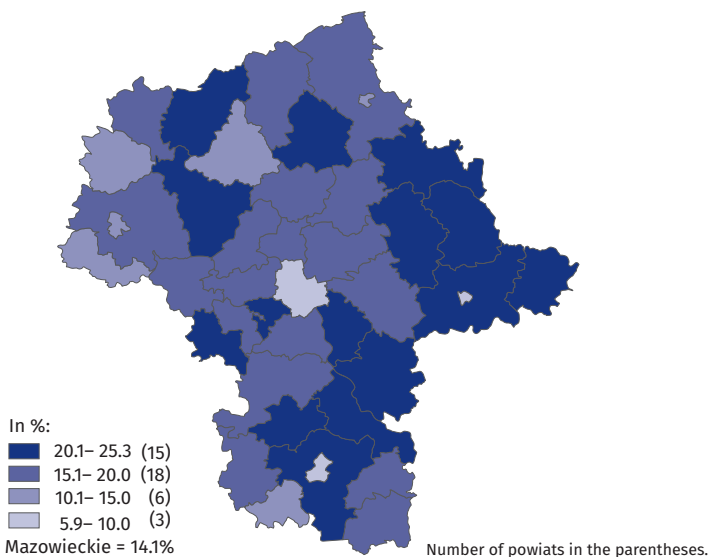 In %:
20.1– 25.3 (15)
15.1– 20.0 (18)
10.1– 15.0 (6)
5.9– 10.0 (3)
Mazowieckie = 14.1%
Number of powiats in the parentheses.